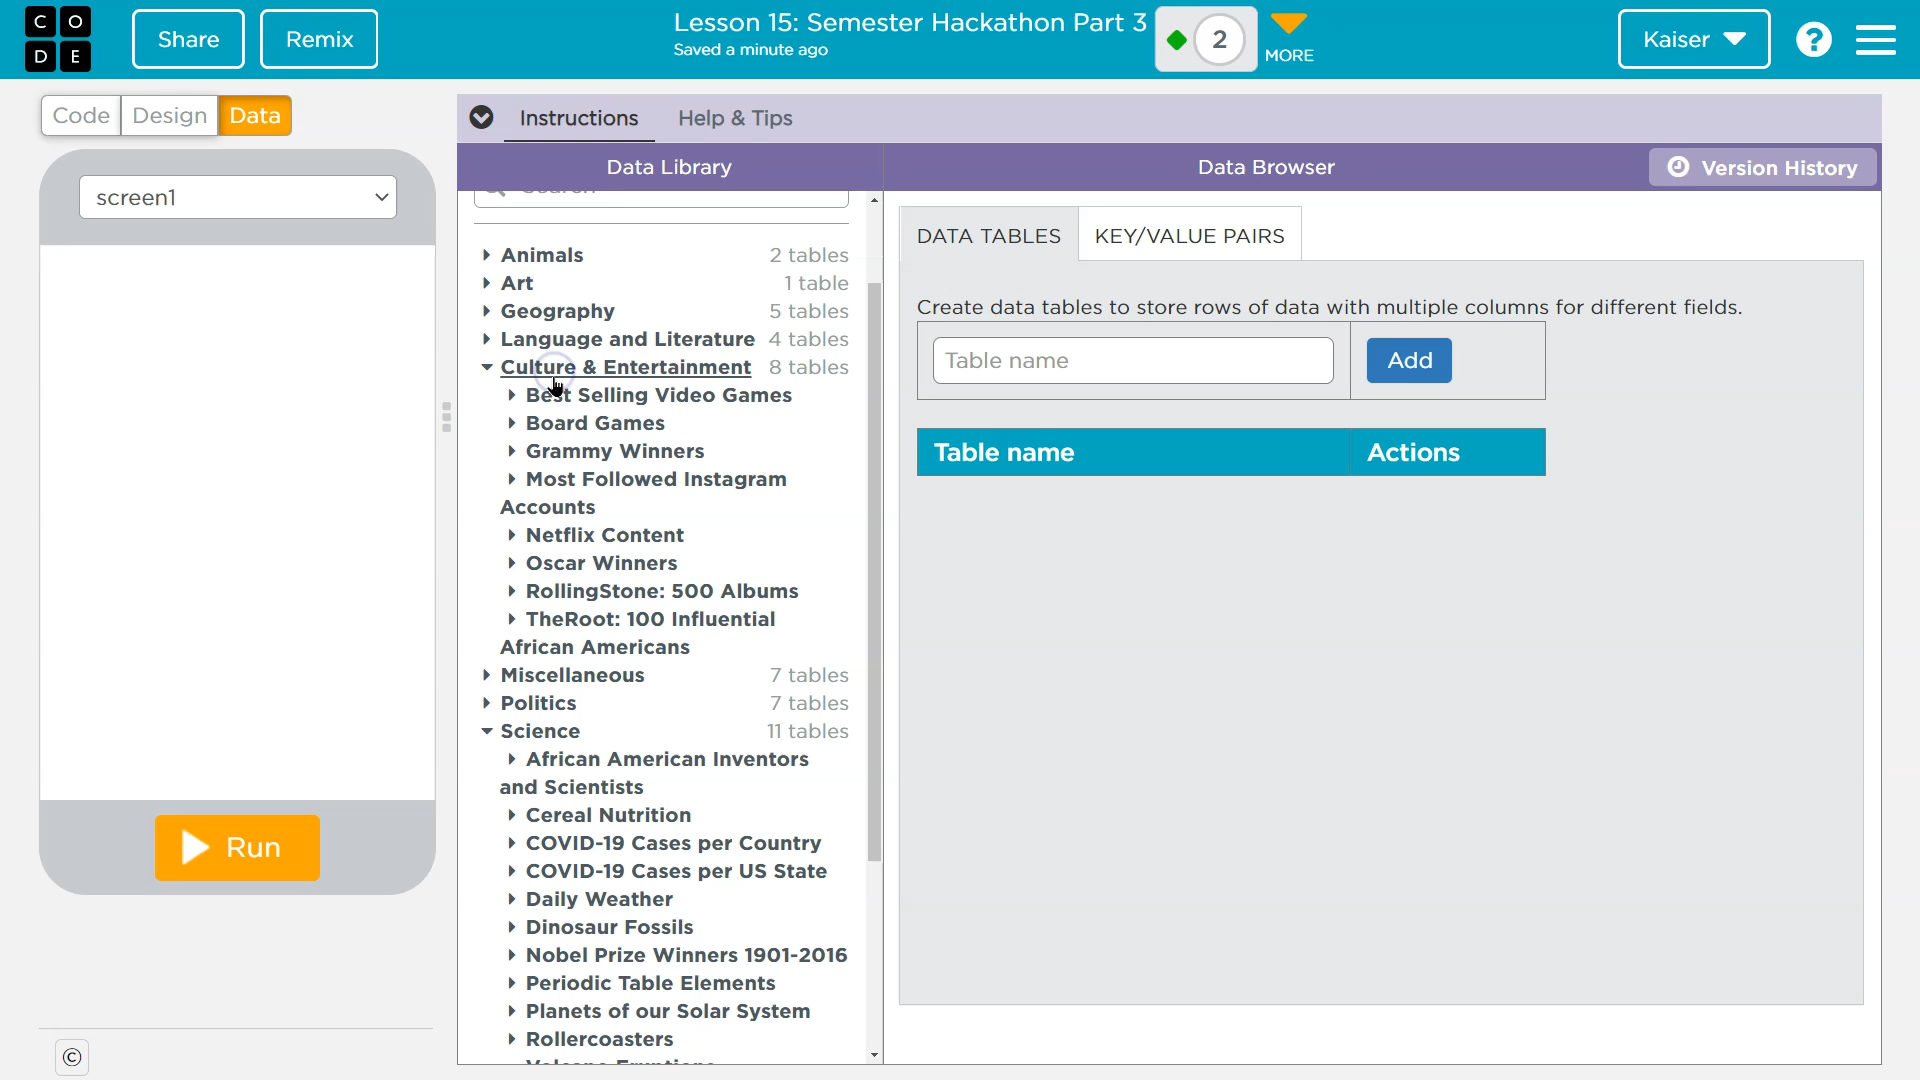 C O
D E
Share
Remix
Lesson 15: Semester Hackathon Part 3
Saved a minute ago
2
MORE
Kaiser
?
Code
Design
Data
Instructions
Help & Tips
Data Library
Data Browser
Version History
screen1
Animals 2 tables
Art 1 table
Geography 5 tables
Language and Literature 4 tables
Culture & Entertainment 8 tables
Best Selling Video Games
Board Games
Grammy Winners
Most Followed Instagram
Accounts
Netflix Content
Oscar Winners
RollingStone: 500 Albums
TheRoot: 100 Influential
African Americans
Miscellaneous 7 tables
Politics 7 tables
Science 11 tables
African American Inventors
and Scientists
Cereal Nutrition
COVID-19 Cases per Country
COVID-19 Cases per US State
Daily Weather
Dinosaur Fossils
Nobel Prize Winners 1901-2016
Periodic Table Elements
Planets of our Solar System
Rollercoasters
DATA TABLES
KEY/VALUE PAIRS
Create data tables to store rows of data with multiple columns for different fields.
Table name
Add
Table name
Actions
Run
©